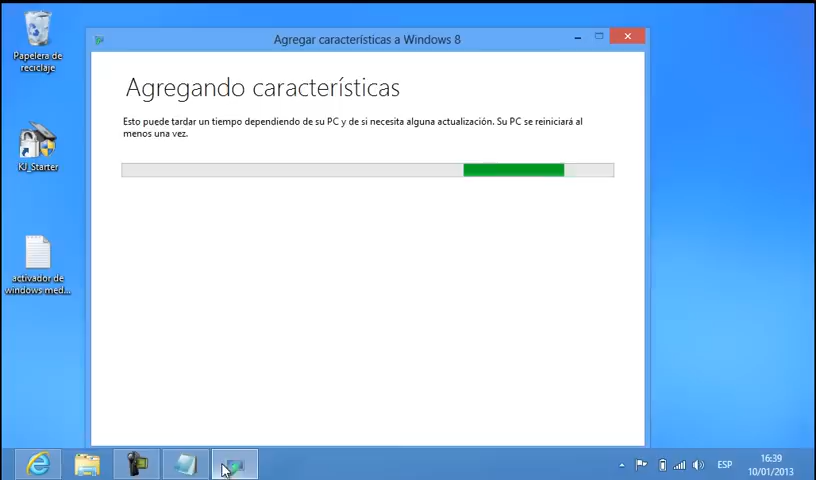 Agregar características a Windows 8
Papelera de
reciclaje
Agregando características
Esto puede tardar un tiempo dependiendo de su PC y de si necesita alguna actualización. Su PC se reiniciará al
menos una vez.
KJ_Starter
activador de
windows med...
ESP
16:39
10/01/2013